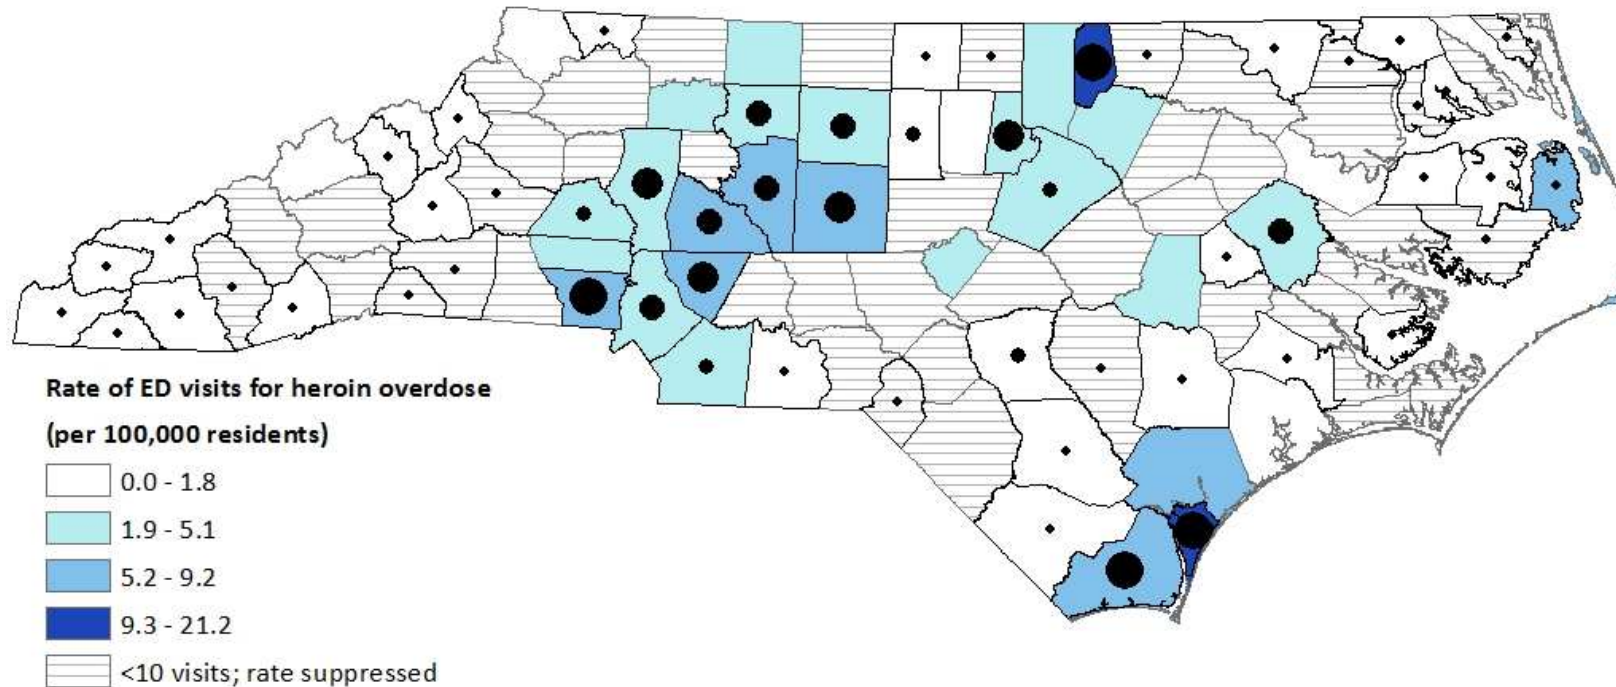 Rate of ED visits for heroin overdose
(per 100,000 residents)
0.0 - 1.8
1.9 - 5.1
5.2 - 9.2
9.3 - 21.2
<10 visits; rate suppressed